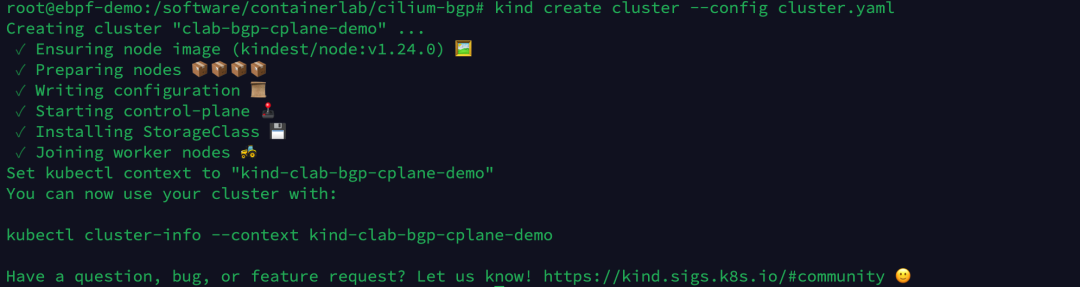 root@ebpf-demo:/software/containerlab/cilium-bgp# kind create cluster --config cluster.yaml
Creating cluster "clab-bgp-cplane-demo" ...
 ✓ Ensuring node image (kindest/node:v1.24.0) 🖼
 ✓ Preparing nodes 📦 📦 📦 📦
 ✓ Writing configuration 📜
 ✓ Starting control-plane 🕹️
 ✓ Installing StorageClass 💾
 ✓ Joining worker nodes 🚜
Set kubectl context to "kind-clab-bgp-cplane-demo"
You can now use your cluster with:

kubectl cluster-info --context kind-clab-bgp-cplane-demo

Have a question, bug, or feature request? Let us know! https://kind.sigs.k8s.io/#community 🙂